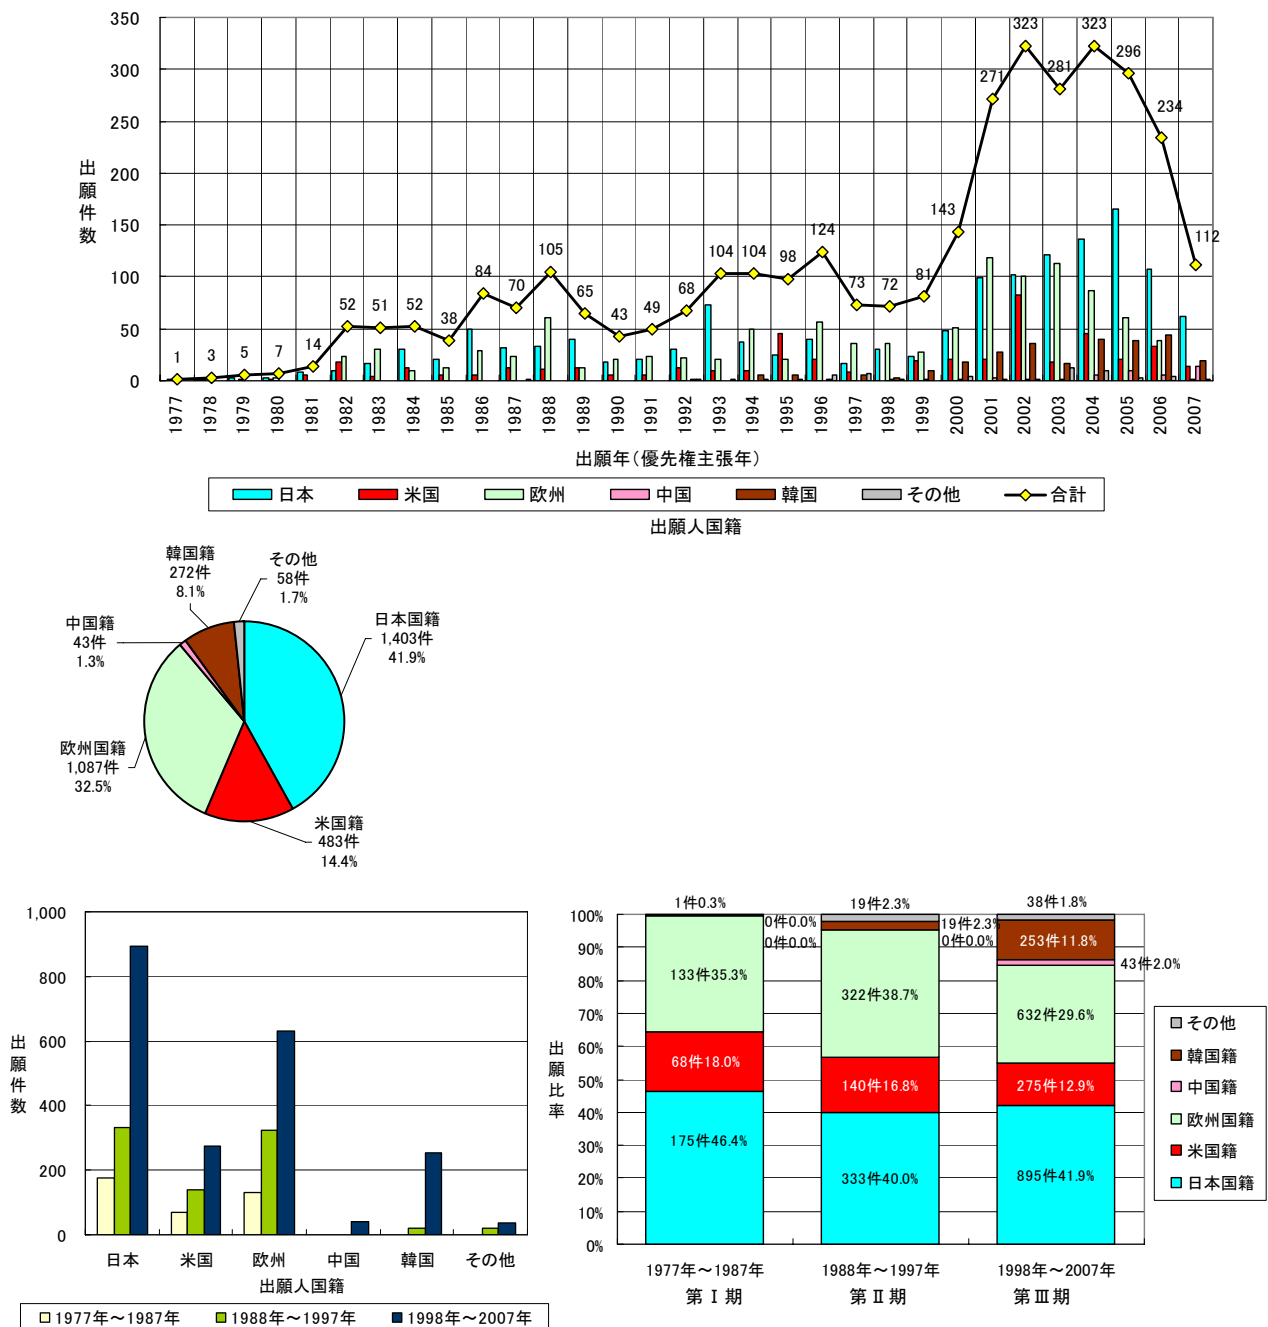 350
300
250
200
150
100
50
0
出願件数
1 3 5 7 14 52 51 52 38 84 70 105 65 43 49 68 104 104 98 124 73 72 81 143 271 323 281 323 296 234 112
1977 1978 1979 1980 1981 1982 1983 1984 1985 1986 1987 1988 1989 1990 1991 1992 1993 1994 1995 1996 1997 1998 1999 2000 2001 2002 2003 2004 2005 2006 2007
出願年(優先権主張年)
日本 米国 欧州 中国 韓国 その他 合計
出願人国籍
韓国籍
272件
8.1%
その他
58件
1.7%
中国籍
43件
1.3%
日本国籍
1,403件
41.9%
欧州国籍
1,087件
32.5%
米国籍
483件
14.4%
1,000
800
600
400
200
0
出願件数
日本 米国 欧州 中国 韓国 その他
出願人国籍
1977年～1987年 1988年～1997年 1998年～2007年
100%
90%
80%
70%
60%
50%
40%
30%
20%
10%
0%
出願比率
1件0.3%
0件0.0%
0件0.0%
133件35.3%
68件18.0%
175件46.4%
19件2.3%
19件2.3%
0件0.0%
322件38.7%
140件16.8%
333件40.0%
38件1.8%
253件11.8%
43件2.0%
632件29.6%
275件12.9%
895件41.9%
1977年～1987年 1988年～1997年 1998年～2007年
第Ⅰ期 第Ⅱ期 第Ⅲ期
その他
韓国籍
中国籍
欧州国籍
米国籍
日本国籍